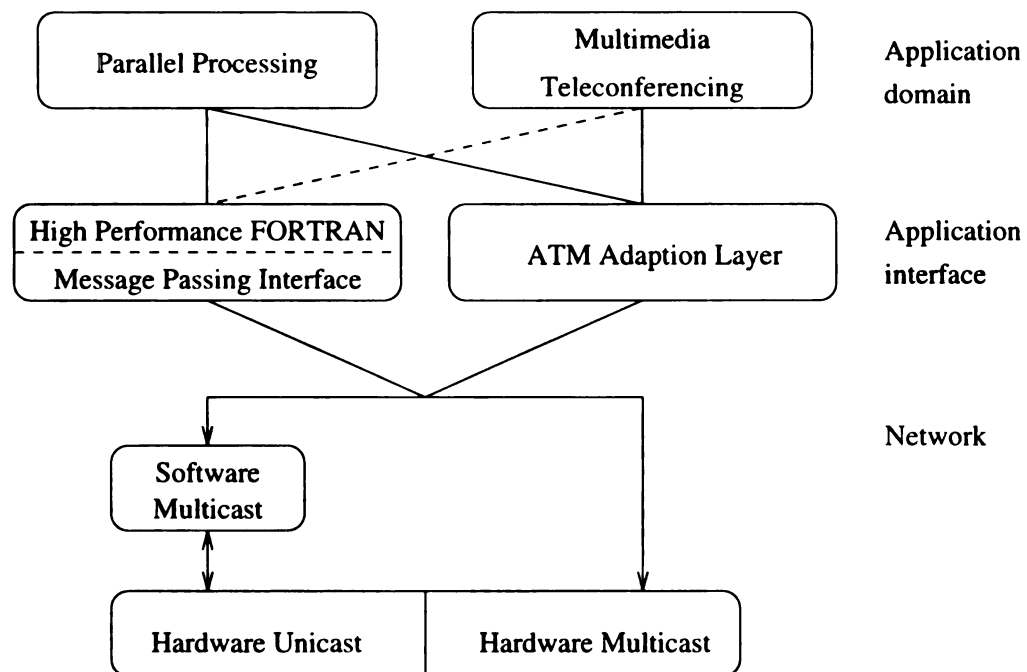 Parallel Processing
Multimedia
Teleconferencing
Application
domain
High Performance FORTRAN
Message Passing Interface
ATM Adaption Layer
Application
interface
Network
Software
Multicast
Hardware Unicast
Hardware Multicast